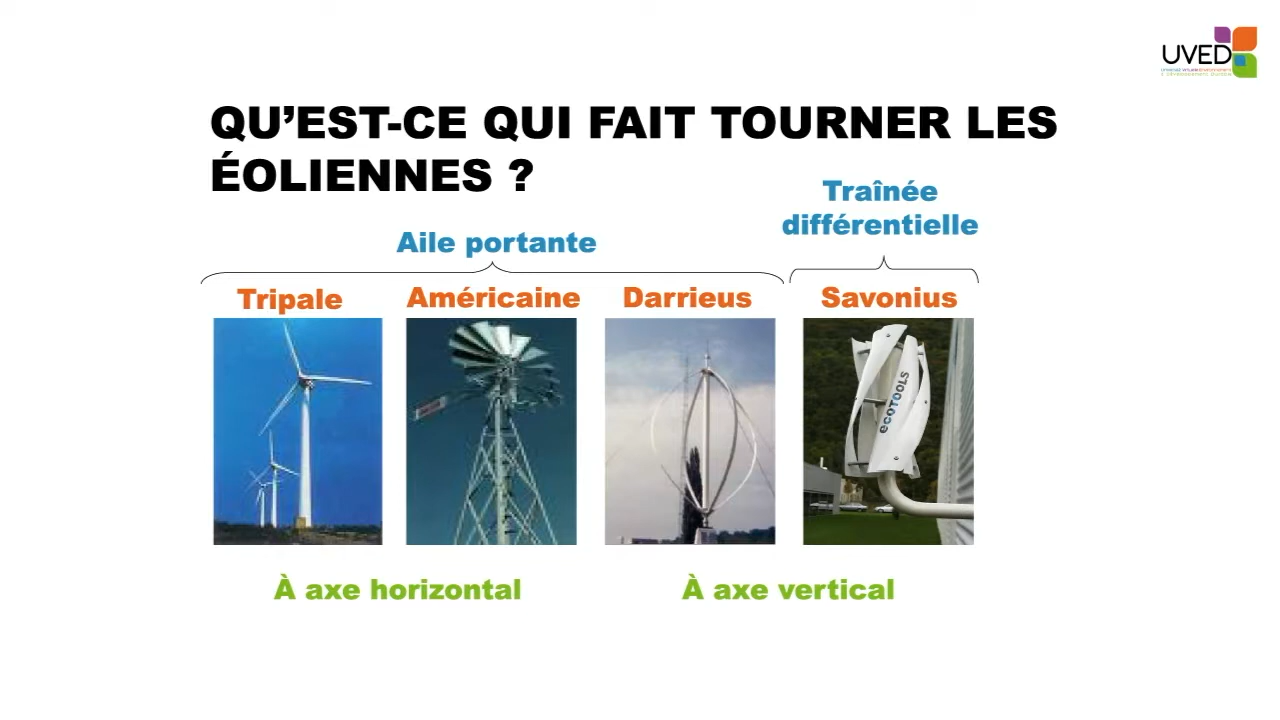 UVED
QU’EST-CE QUI FAIT TOURNER LES
ÉOLIENNES ?
Traînée
différentielle
Aile portante
Tripale
Américaine
Darrieus
Savonius
ecoTOOLS
À axe horizontal
À axe vertical